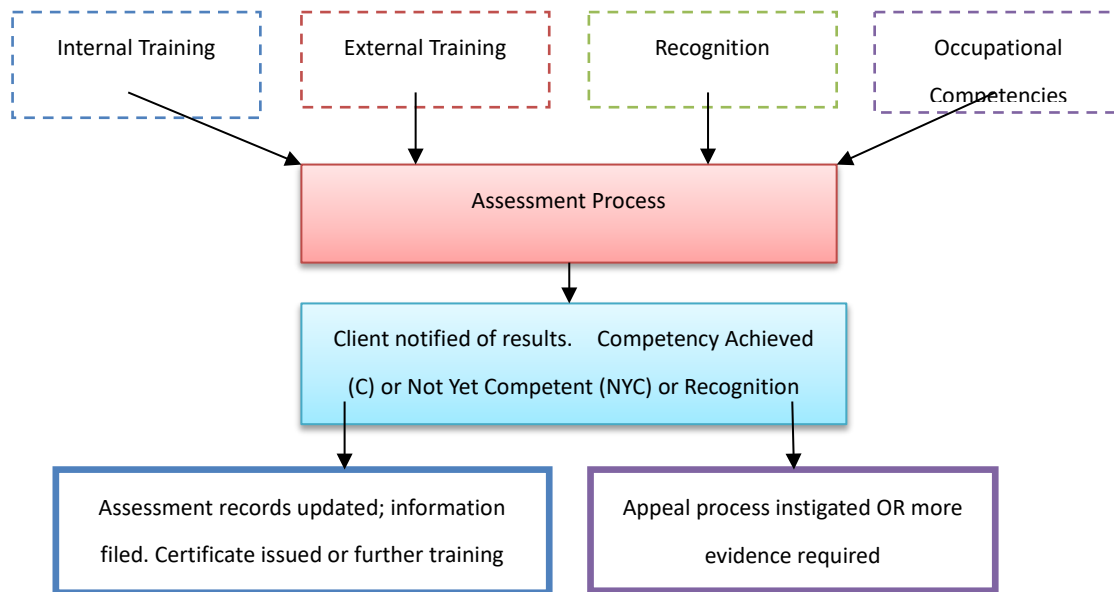 Internal Training
External Training
Recognition
Occupational
Competencies
Assessment Process
Client notified of results.    Competency Achieved
(C) or Not Yet Competent (NYC) or Recognition
Assessment records updated; information
filed. Certificate issued or further training
Appeal process instigated OR more
evidence required